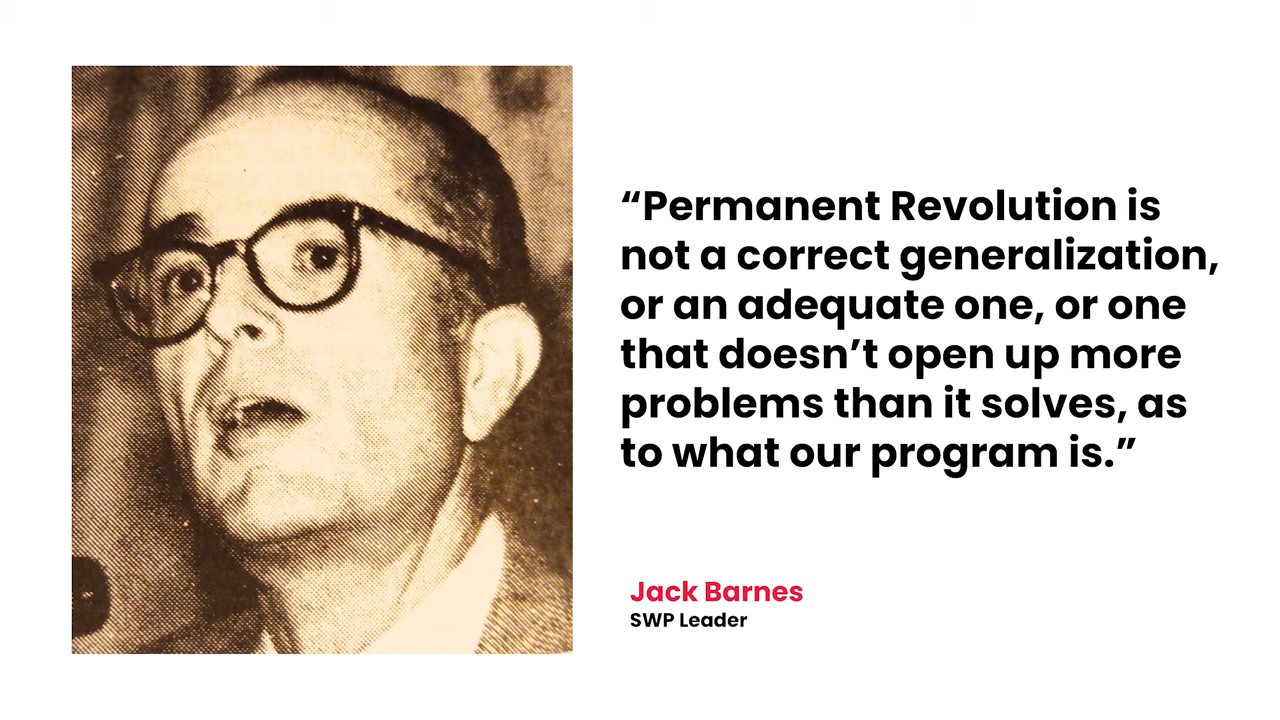 “Permanent Revolution is
not a correct generalization,
or an adequate one, or one
that doesn’t open up more
problems than it solves, as
to what our program is.”
Jack Barnes
SWP Leader